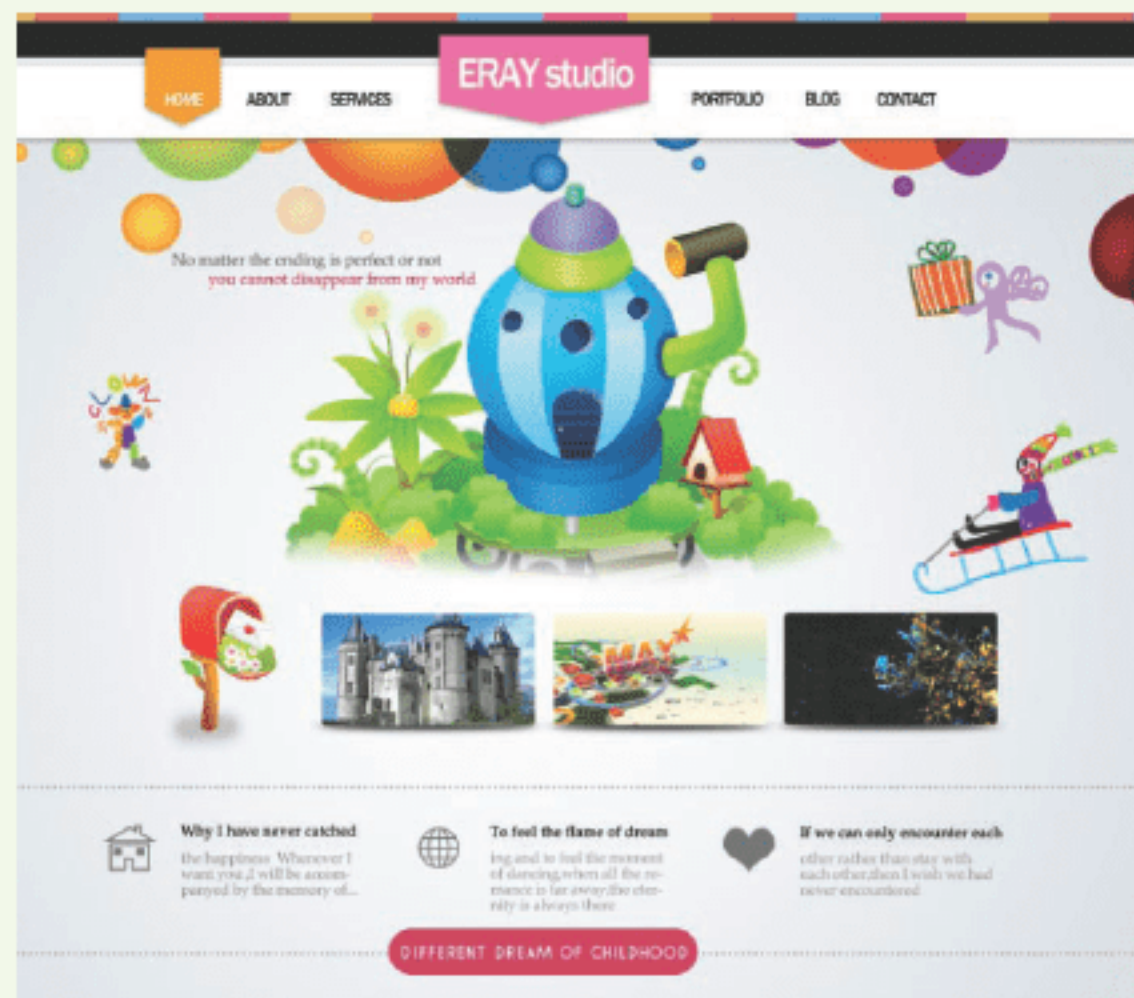 HOME
ABOUT
SERVICES
ERAY studio
PORTFOLIO
BLOG
CONTACT
No matter the ending is perfect or not
you cannot disappear from my world
MAX
Why I have never catched
the happiness. Whenever I
want you ,I will be accom-
panyed by the memory of...
To feel the flame of dream
ing and to feel the moment
of dancing,when all the ro-
mance is far away,the eter-
nity is always there
If we can only encounter each
other rather than stay with
each other,then I wish we had
never encountered
DIFFERENT DREAM OF CHILDHOOD